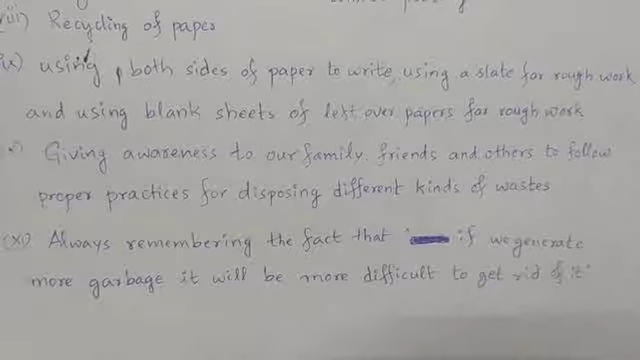 viii) Recycling of paper
ix) using both sides of paper to write, using a slate for rough work
and using blank sheets of left over papers for rough work
x) Giving awareness to our family, friends and others to follow
proper practices for disposing different kinds of wastes
(xi) Always remembering the fact that ' if we generate
more garbage it will be more difficult to get rid of it'